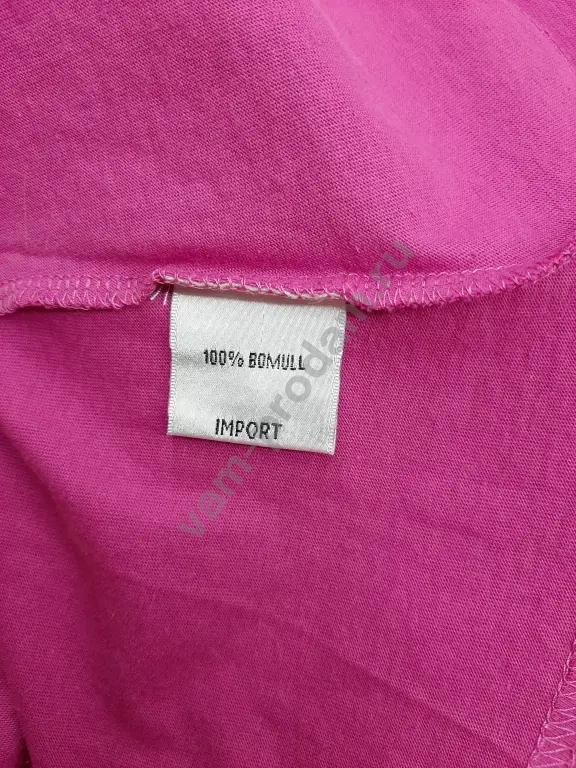 100% BOMULL
IMPORT
vam-prodam.ru